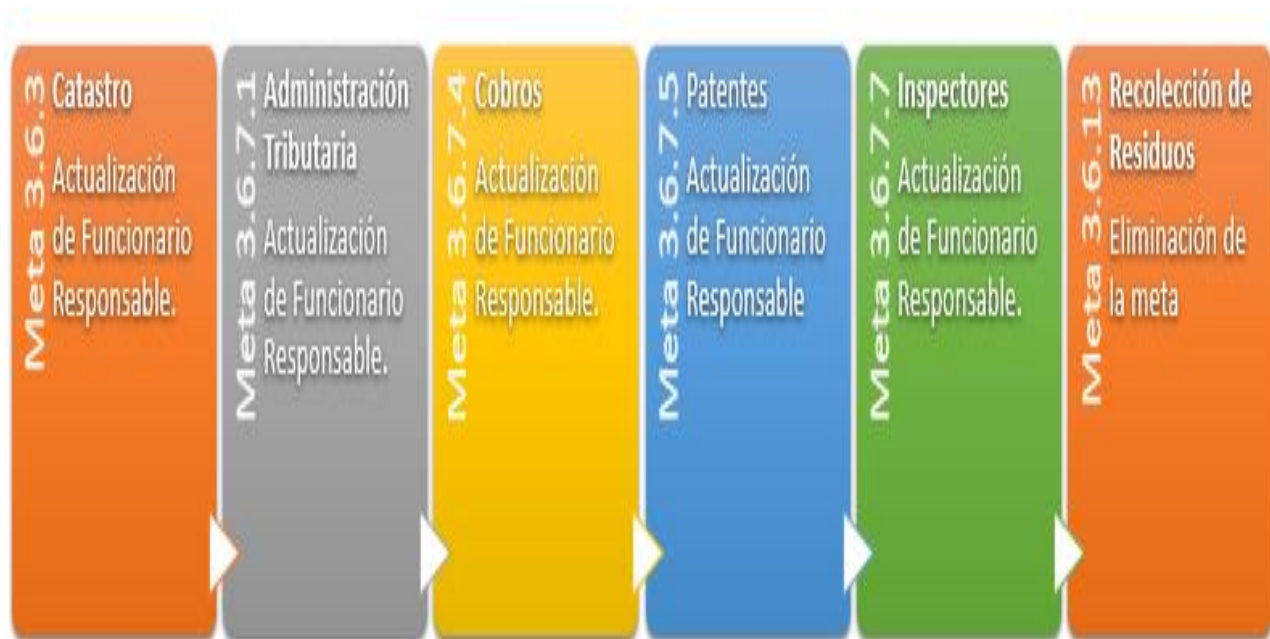 Meta 3.6.3
Catastro
Actualización
de Funcionario
Responsable.
Meta 3.6.7.1
Administración
Tributaria
Actualización
de Funcionario
Responsable.
Meta 3.6.7.4
Cobros
Actualización
de Funcionario
Responsable.
Meta 3.6.7.5
Patentes
Actualización
de Funcionario
Responsable
Meta 3.6.7.7
Inspectores
Actualización
de Funcionario
Responsable.
Meta 3.6.13
Recolección de
Residuos
Eliminación de
la meta